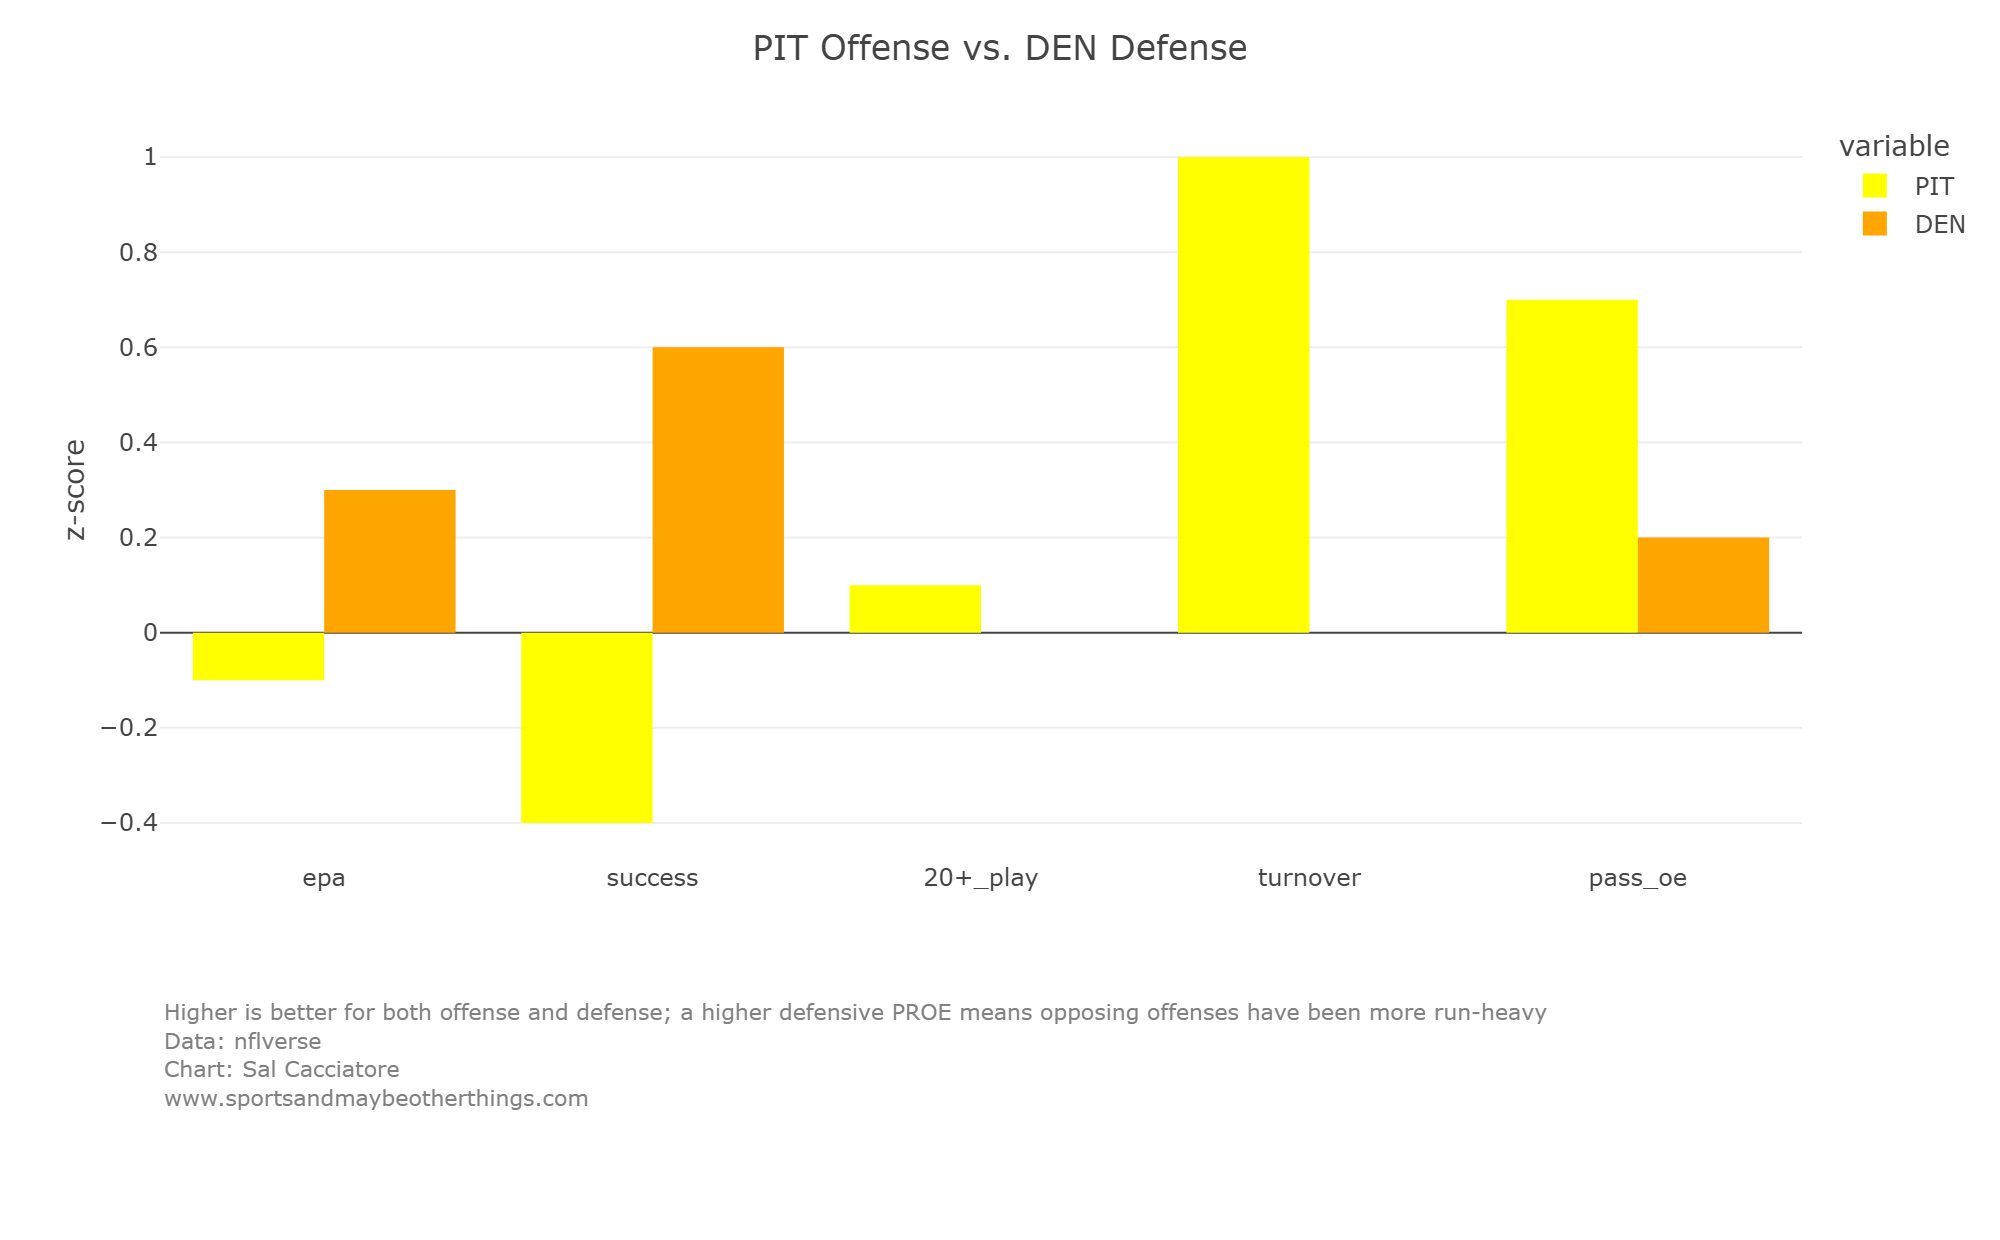 PIT Offense vs. DEN Defense
variable
PIT
DEN
z-score
1
0.8
0.6
0.4
0.2
0
−0.2
−0.4
epa
success
20+_play
turnover
pass_oe
Higher is better for both offense and defense; a higher defensive PROE means opposing offenses have been more run-heavy
Data: nflverse
Chart: Sal Cacciatore
www.sportsandmaybeotherthings.com